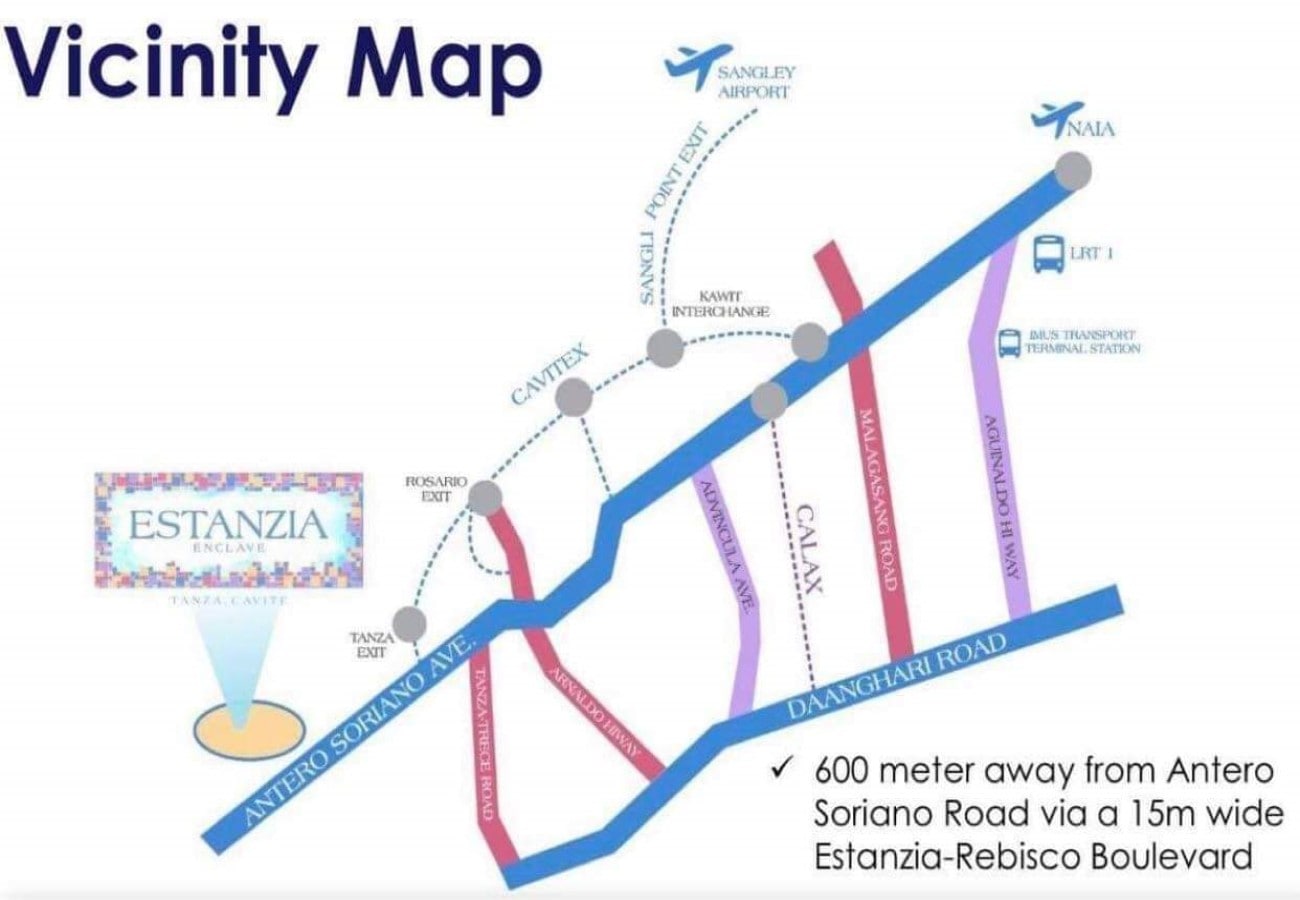 Vicinity Map
SANGLEY
AIRPORT
NAIA
SANGLI POINT EXIT
LRT 1
KAWIT
INTERCHANGE
IMUS TRANSPORT
TERMINAL STATION
CAVITEX
ROSARIO
EXIT
ESTANZIA
ENCLAVE
TANZA, CAVITE
TANZA
EXIT
ANTERO SORIANO AVE.
TANZA-TRECE ROAD
ARNALDO HIWAY
ADVINCULA AVE.
CALAX
MALAGASANG ROAD
AGUINALDO HI WAY
DAANGHARI ROAD
✓ 600 meter away from Antero
Soriano Road via a 15m wide
Estanzia-Rebisco Boulevard